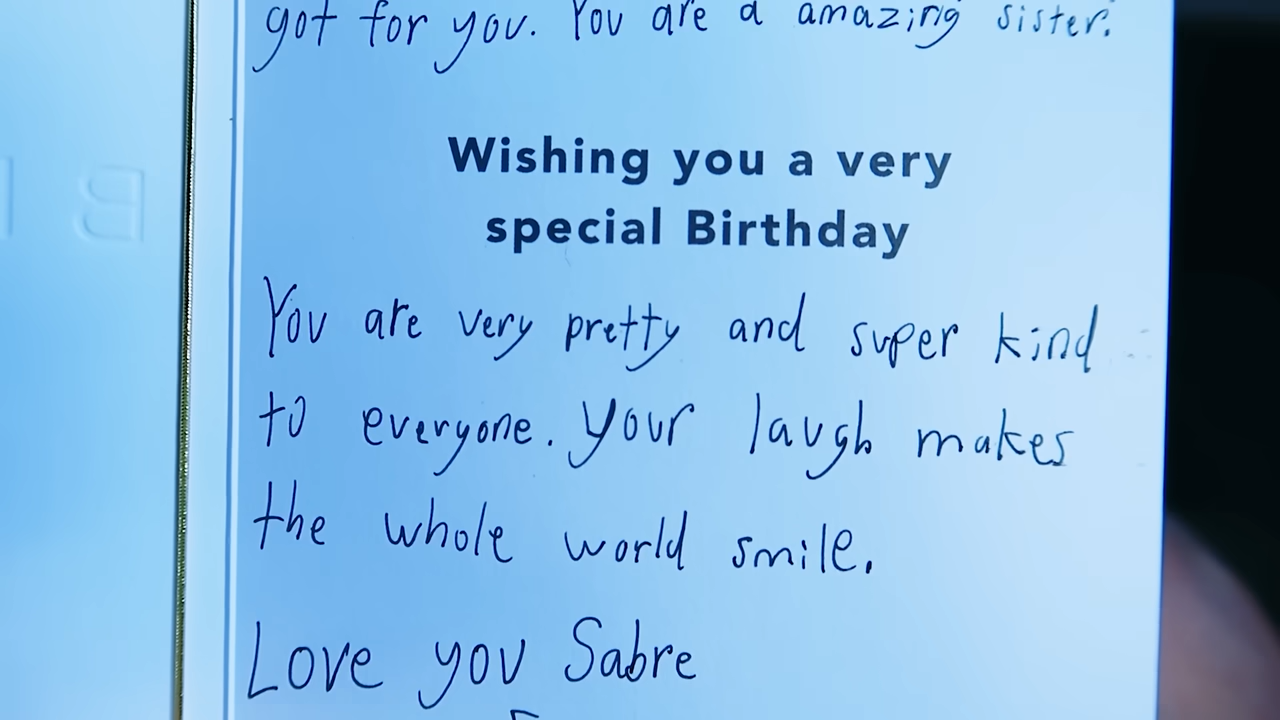 got for you. You are a amazing sister.
Wishing you a very
special Birthday
You are very pretty and super kind
to everyone. Your laugh makes
the whole world smile.
Love you Sabre